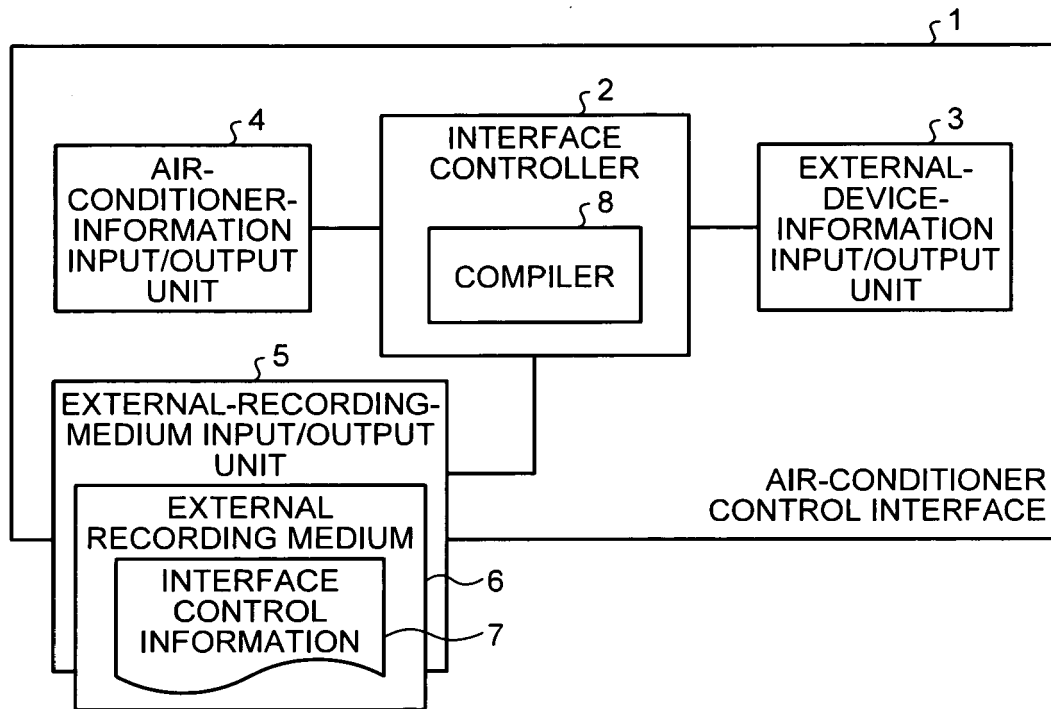 1
4
AIR-
CONDITIONER-
INFORMATION
INPUT/OUTPUT
UNIT
2
INTERFACE
CONTROLLER
8
COMPILER
3
EXTERNAL-
DEVICE-
INFORMATION
INPUT/OUTPUT
UNIT
5
EXTERNAL-RECORDING-
MEDIUM INPUT/OUTPUT
UNIT
EXTERNAL
RECORDING MEDIUM
6
INTERFACE
CONTROL
INFORMATION
7
AIR-CONDITIONER
CONTROL INTERFACE